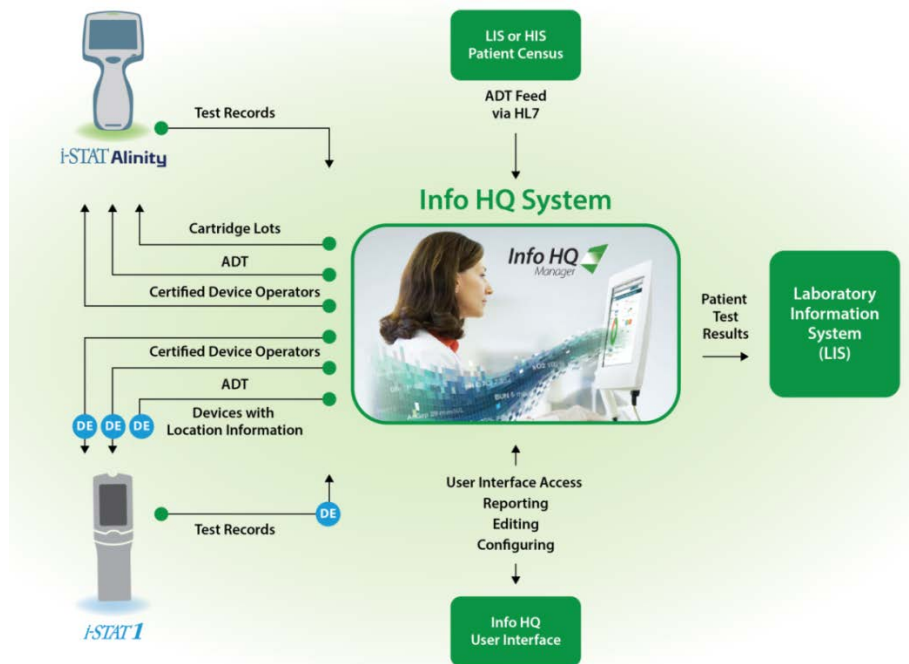 LIS or HIS
Patient Census
ADT Feed
via HL7
Test Records
i-STAT Alinity
Info HQ System
Cartridge Lots
ADT
Certified Device Operators
Info HQ
Manager
Patient
Test
Results
Laboratory
Information
System
(LIS)
Certified Device Operators
ADT
Devices with
Location Information
DE
DE
DE
Test Records
DE
i-STAT 1
User Interface Access
Reporting
Editing
Configuring
Info HQ
User Interface